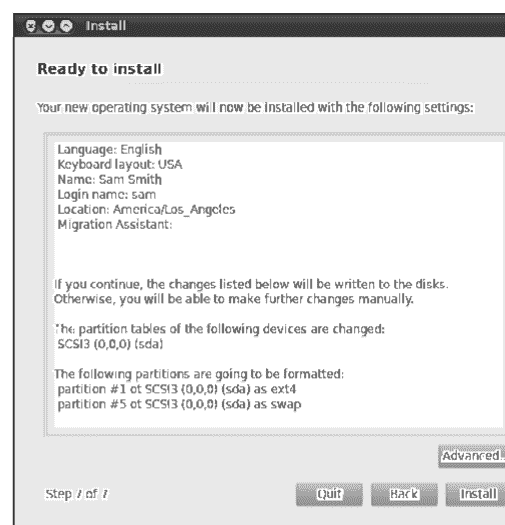 Install
Ready to install
Your new operating system will now be installed with the following settings:
Language: English
Keyboard layout: USA
Name: Sam Smith
Login name: sam
Location: America/Los_Angeles
Migration Assistant:
If you continue, the changes listed below will be written to the disks.
Otherwise, you will be able to make further changes manually.
The partition tables of the following devices are changed:
SCSI3 (0,0,0) (sda)
The following partitions are going to be formatted:
partition #1 of SCSI3 (0,0,0) (sda) as ext4
partition #5 of SCSI3 (0,0,0) (sda) as swap
Advanced...
Step 7 of 7
Quit
Back
Install